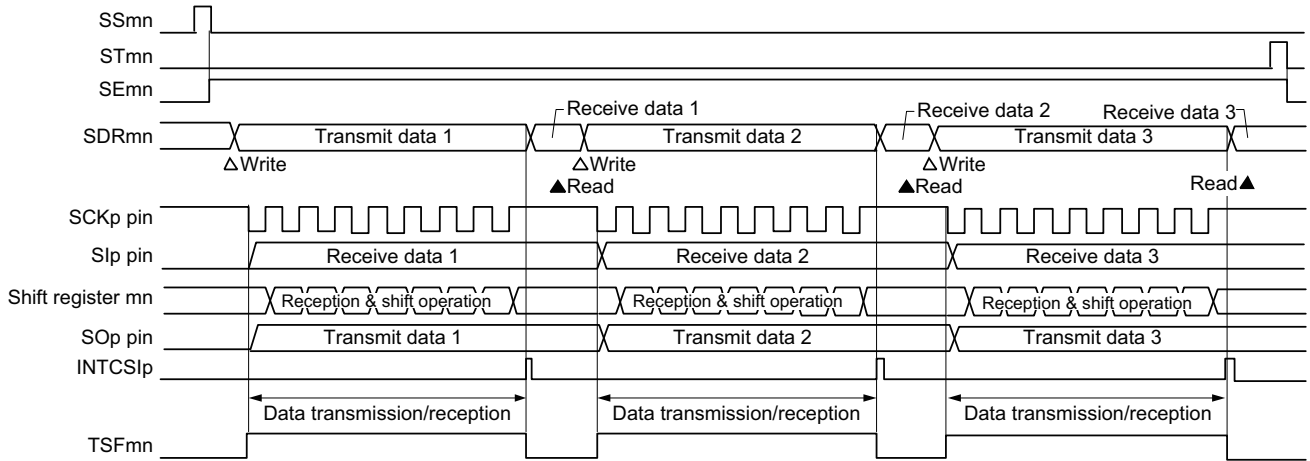 SSmn
STmn
SEmn
Receive data 1
Receive data 2
Receive data 3
SDRmn
Transmit data 1
Transmit data 2
Transmit data 3
△Write
△Write
△Write
▲Read
▲Read
Read▲
SCKp pin
SIp pin
Receive data 1
Receive data 2
Receive data 3
Shift register mn
Reception & shift operation
Reception & shift operation
Reception & shift operation
SOp pin
Transmit data 1
Transmit data 2
Transmit data 3
INTCSIp
Data transmission/reception
Data transmission/reception
Data transmission/reception
TSFmn